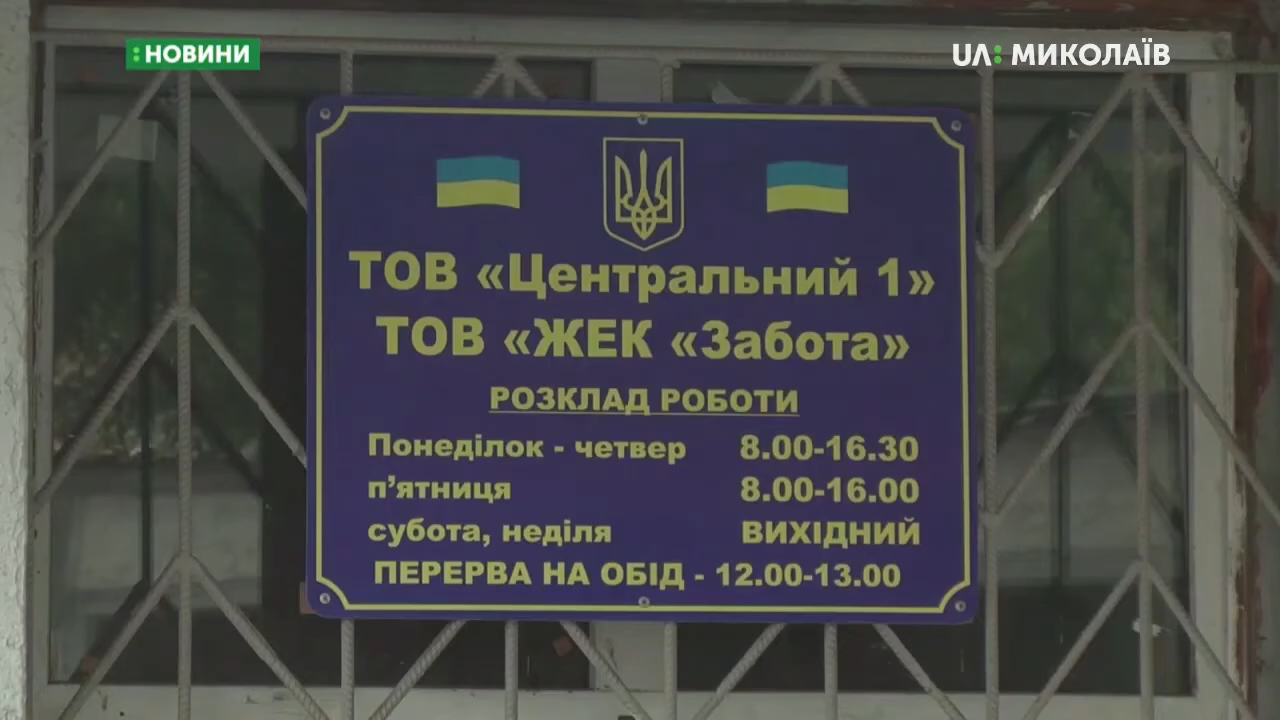 :НОВИНИ
UA: МИКОЛАЇВ
ТОВ «Центральний 1»
ТОВ «ЖЕК «Забота»
РОЗКЛАД РОБОТИ
Понеділок - четвер 8.00-16.30
п’ятниця 8.00-16.00
субота, неділя ВИХІДНИЙ
ПЕРЕРВА НА ОБІД - 12.00-13.00